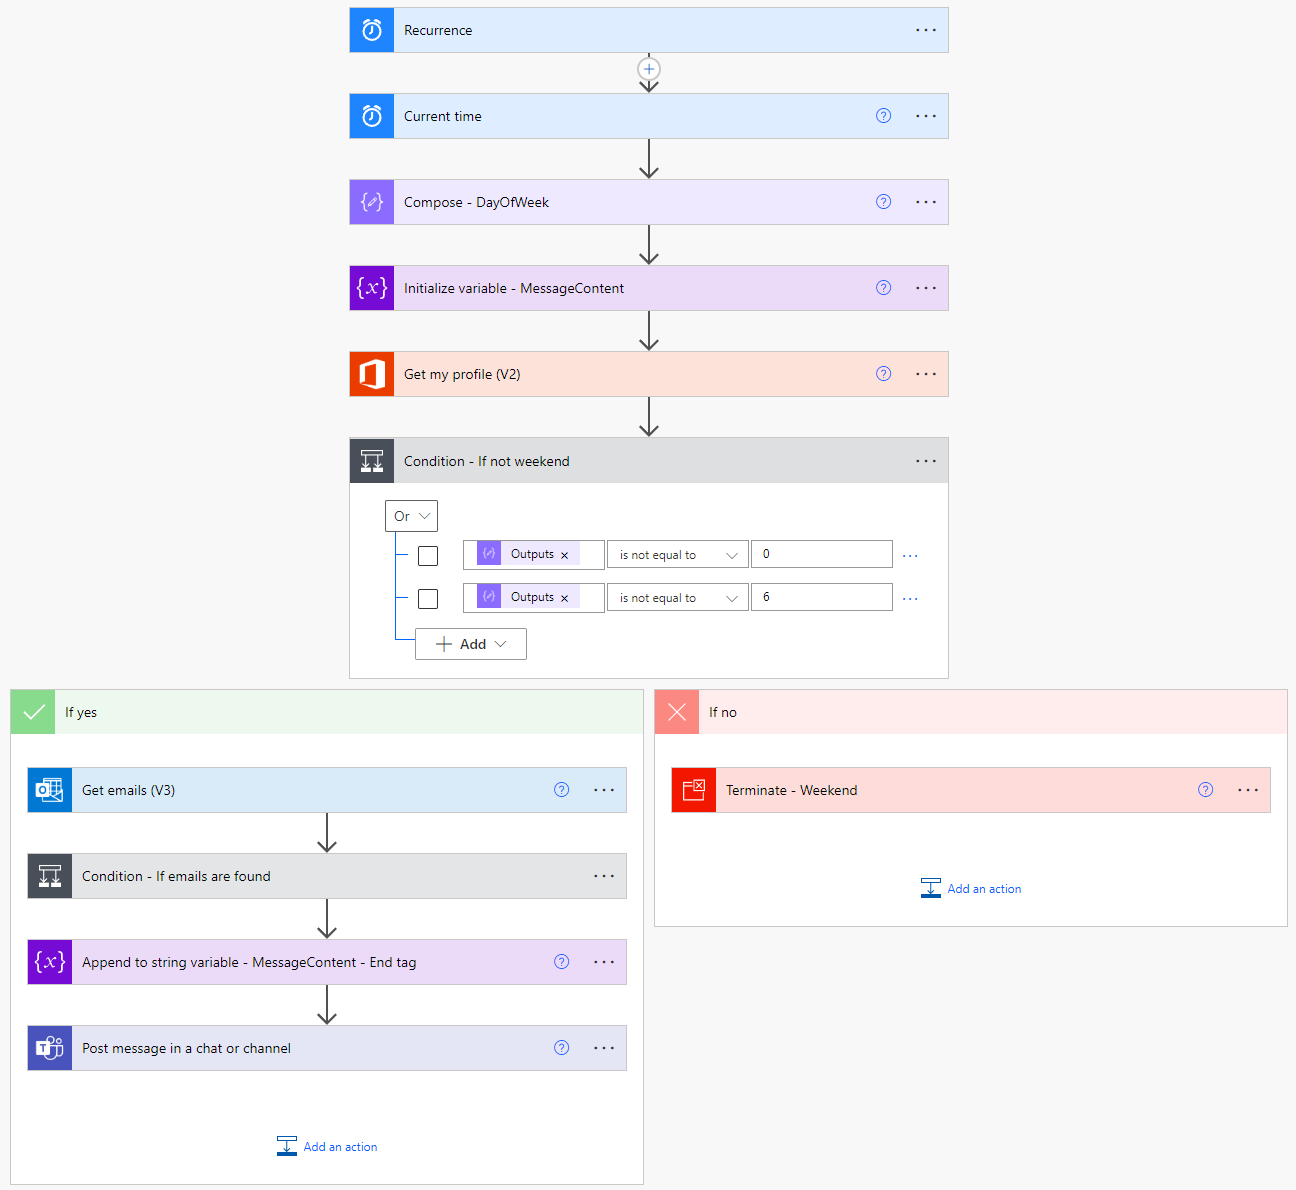 Recurrence
Current time
Compose - DayOfWeek
Initialize variable - MessageContent
Get my profile (V2)
Condition - If not weekend
Or
Outputs is not equal to 0
Outputs is not equal to 6
Add
If yes
Get emails (V3)
Condition - If emails are found
Append to string variable - MessageContent - End tag
Post message in a chat or channel
Add an action
If no
Terminate - Weekend
Add an action